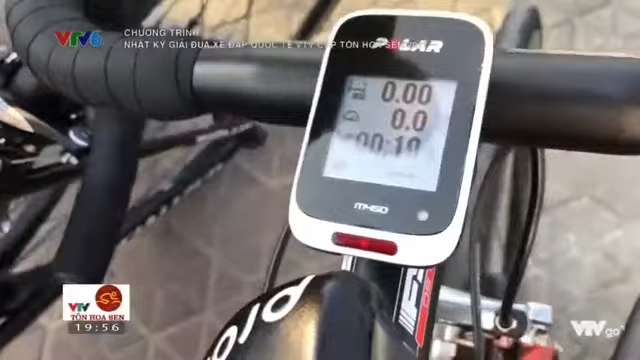 VTV6
CHƯƠNG TRÌNH
NHẬT KÝ GIẢI ĐUA XE ĐẠP QUỐC TẾ VTV CÚP TÔN HOA SEN
POLAR
0.00
0.0
00:10
M450
VTV
TÔN HOA SEN
19:56
VTVgo